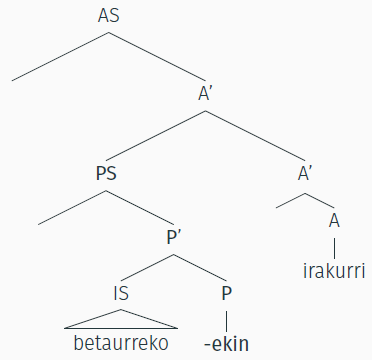 AS
A′
PS A′
P′
A
irakurri
IS P
betaurreko -ekin